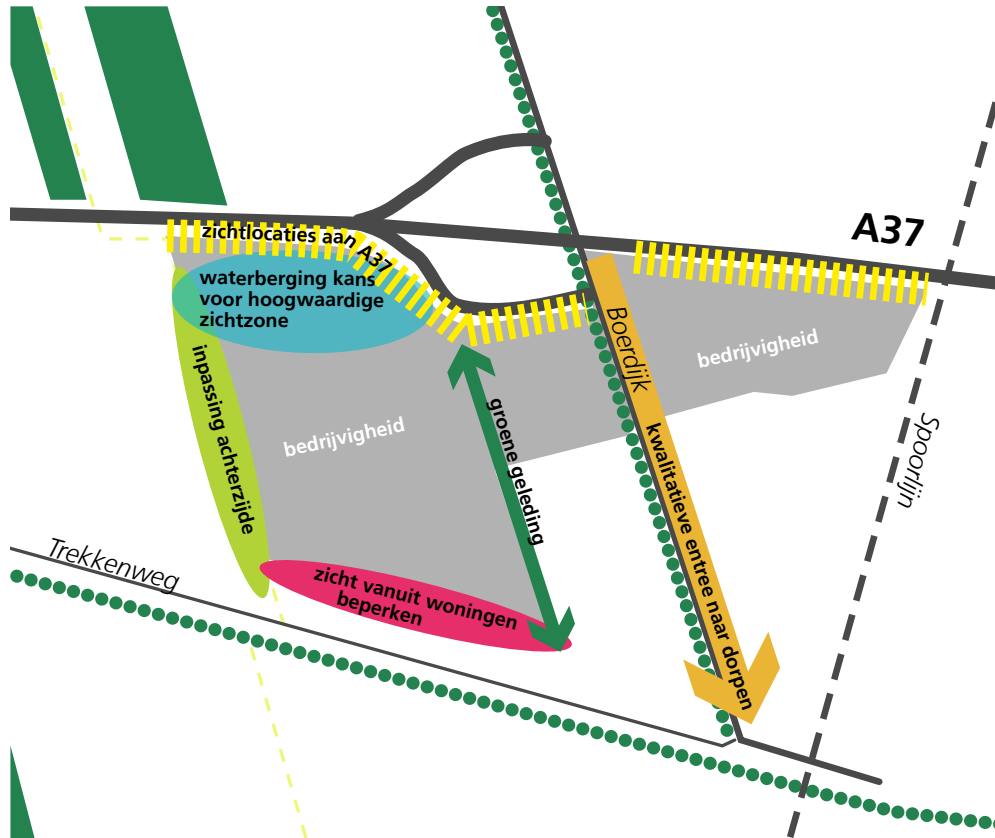 A37
zichtlocaties aan A37
waterberging kans
voor hoogwaardige
zichtzone
Boerdijk
bedrijvigheid
inpassing achterzijde
bedrijvigheid
groene geleding
kwalitatieve entree naar dorpen
Spoorlijn
Trekkenweg
zicht vanuit woningen
beperken